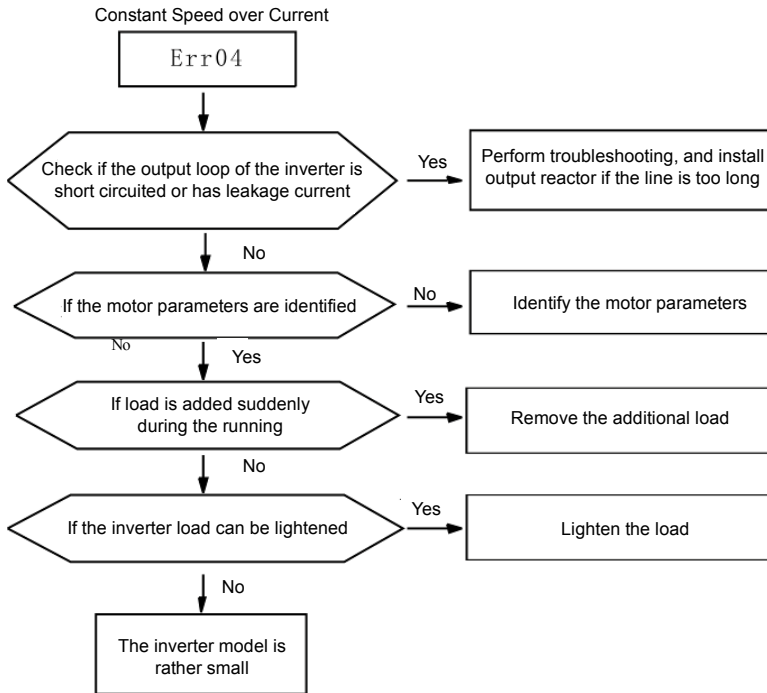 Constant Speed over Current
Err04
Check if the output loop of the inverter is
short circuited or has leakage current
Yes
Perform troubleshooting, and install
output reactor if the line is too long
No
If the motor parameters are identified
No
Identify the motor parameters
No
Yes
If load is added suddenly
during the running
Yes
Remove the additional load
No
If the inverter load can be lightened
Yes
Lighten the load
No
The inverter model is
rather small